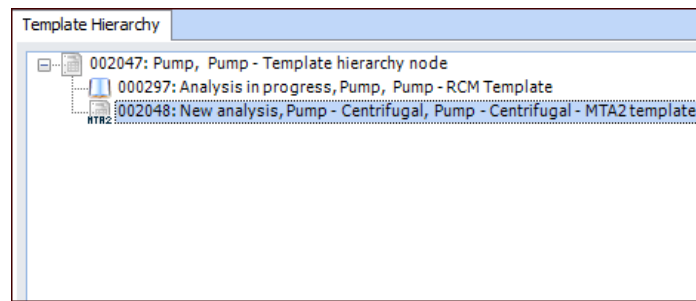 Template Hierarchy
002047: Pump, Pump - Template hierarchy node
000297: Analysis in progress, Pump, Pump - RCM Template
MTA2 002048: New analysis, Pump - Centrifugal, Pump - Centrifugal - MTA2 template